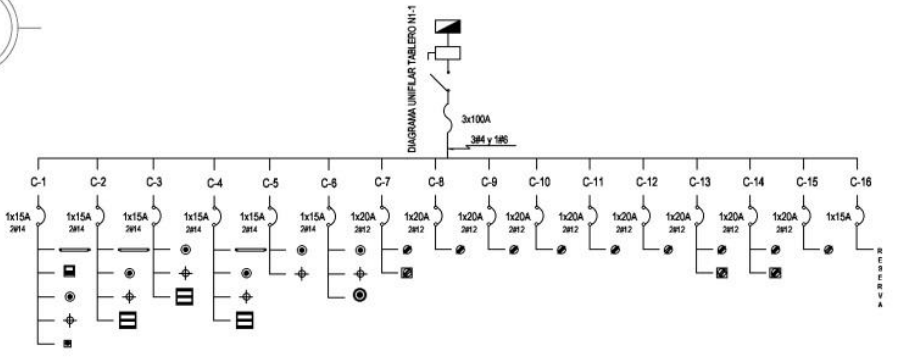 DIAGRAMA UNIFILAR TABLERO N1-1
3x100A
3#4 y 1#6
C-1 C-2 C-3 C-4 C-5 C-6 C-7 C-8 C-9 C-10 C-11 C-12 C-13 C-14 C-15 C-16
1x15A 1x15A 1x15A 1x15A 1x15A 1x15A 1x20A 1x20A 1x20A 1x20A 1x20A 1x20A 1x20A 1x20A 1x20A 1x15A
2#14 2#14 2#14 2#14 2#14 2#14 2#12 2#12 2#12 2#12 2#12 2#12 2#12 2#12 2#12
RESERVA